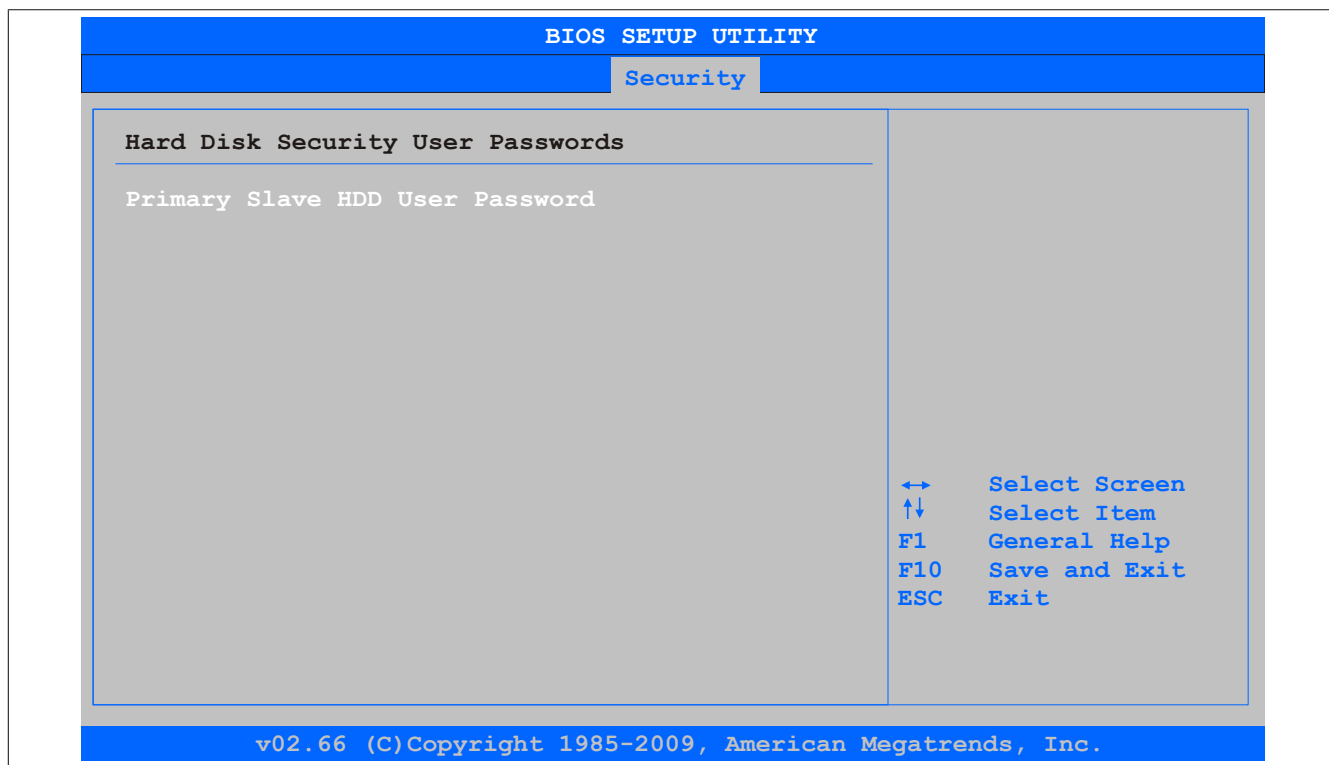 BIOS SETUP UTILITY
Security
Hard Disk Security User Passwords
Primary Slave HDD User Password
↔ Select Screen
↑↓ Select Item
F1 General Help
F10 Save and Exit
ESC Exit
v02.66 (C)Copyright 1985-2009, American Megatrends, Inc.